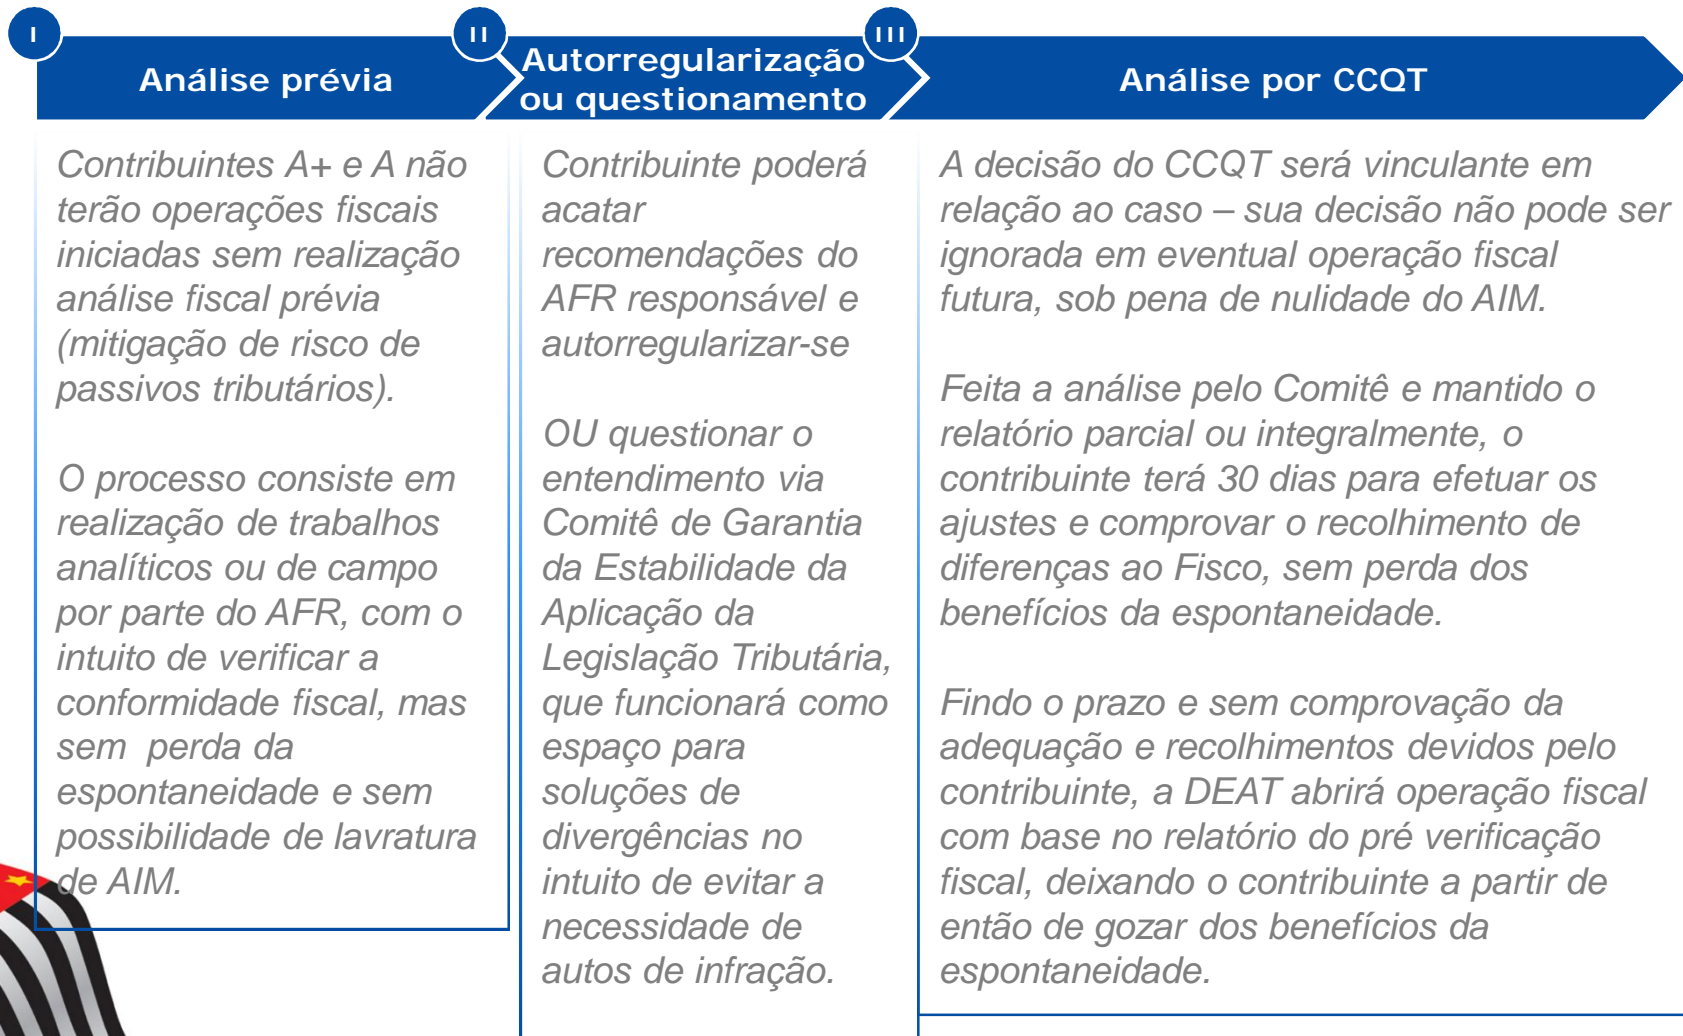 I
Análise prévia
Contribuintes A+ e A não
terão operações fiscais
iniciadas sem realização
análise fiscal prévia
(mitigação de risco de
passivos tributários).
O processo consiste em
realização de trabalhos
analíticos ou de campo
por parte do AFR, com o
intuito de verificar a
conformidade fiscal, mas
sem perda da
espontaneidade e sem
possibilidade de lavratura
de AIM.
II
Autorregularização
ou questionamento
Contribuinte poderá
acatar
recomendações do
AFR responsável e
autorregularizar-se
OU questionar o
entendimento via
Comitê de Garantia
da Estabilidade da
Aplicação da
Legislação Tributária,
que funcionará como
espaço para
soluções de
divergências no
intuito de evitar a
necessidade de
autos de infração.
III
Análise por CCQT
A decisão do CCQT será vinculante em
relação ao caso – sua decisão não pode ser
ignorada em eventual operação fiscal
futura, sob pena de nulidade do AIM.
Feita a análise pelo Comitê e mantido o
relatório parcial ou integralmente, o
contribuinte terá 30 dias para efetuar os
ajustes e comprovar o recolhimento de
diferenças ao Fisco, sem perda dos
benefícios da espontaneidade.
Findo o prazo e sem comprovação da
adequação e recolhimentos devidos pelo
contribuinte, a DEAT abrirá operação fiscal
com base no relatório do pré verificação
fiscal, deixando o contribuinte a partir de
então de gozar dos benefícios da
espontaneidade.